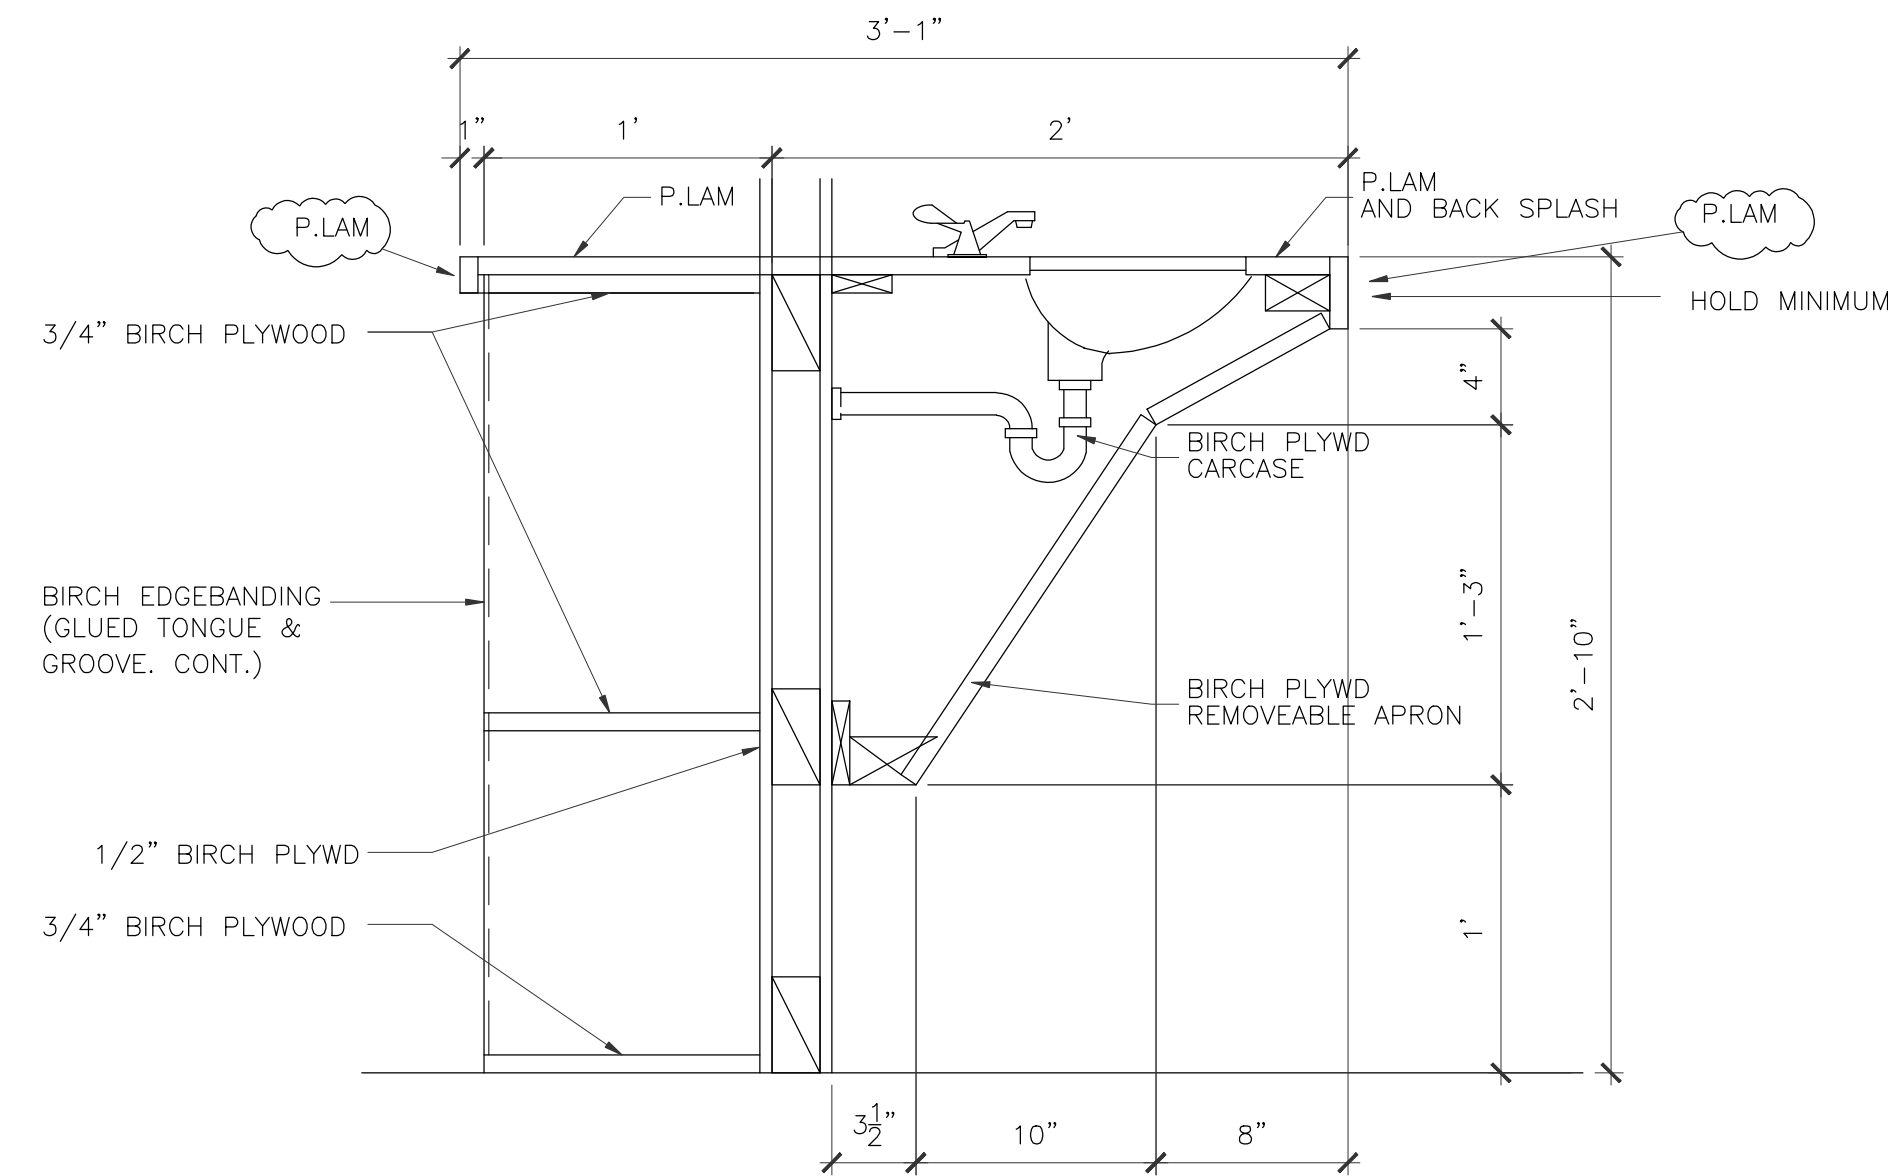 3'-1"
1"
1'
2'
P.LAM
P.LAM
P.LAM
AND BACK SPLASH
P.LAM
HOLD MINIMUM
3/4" BIRCH PLYWOOD
4"
BIRCH PLYWD
CARCASE
BIRCH EDGEBANDING
(GLUED TONGUE &
GROOVE. CONT.)
1'-3"
2'-10"
BIRCH PLYWD
REMOVEABLE APRON
1/2" BIRCH PLYWD
3/4" BIRCH PLYWOOD
1'
3 1/2"
10"
8"